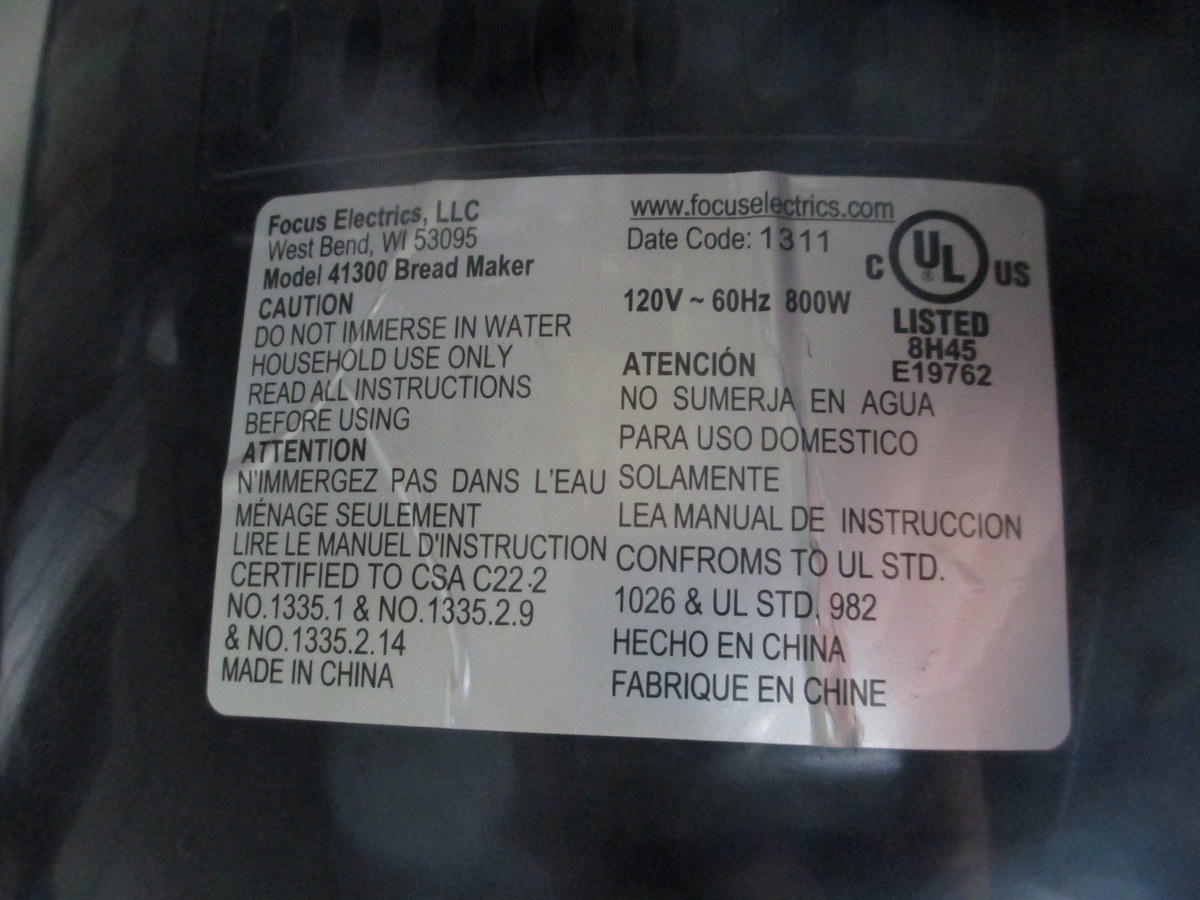 Focus Electrics, LLC
West Bend, WI 53095
Model 41300 Bread Maker
CAUTION
DO NOT IMMERSE IN WATER
HOUSEHOLD USE ONLY
READ ALL INSTRUCTIONS
BEFORE USING
ATTENTION
N'IMMERGEZ PAS DANS L'EAU
MÉNAGE SEULEMENT
LIRE LE MANUEL D'INSTRUCTION
CERTIFIED TO CSA C22.2
NO.1335.1 & NO.1335.2.9
& NO.1335.2.14
MADE IN CHINA
www.focuselectrics.com
Date Code: 1311
120V ~ 60Hz 800W
C UL® US
LISTED
8H45
E19762
ATENCIÓN
NO SUMERJA EN AGUA
PARA USO DOMESTICO
SOLAMENTE
LEA MANUAL DE INSTRUCCION
CONFROMS TO UL STD.
1026 & UL STD. 982
HECHO EN CHINA
FABRIQUE EN CHINE